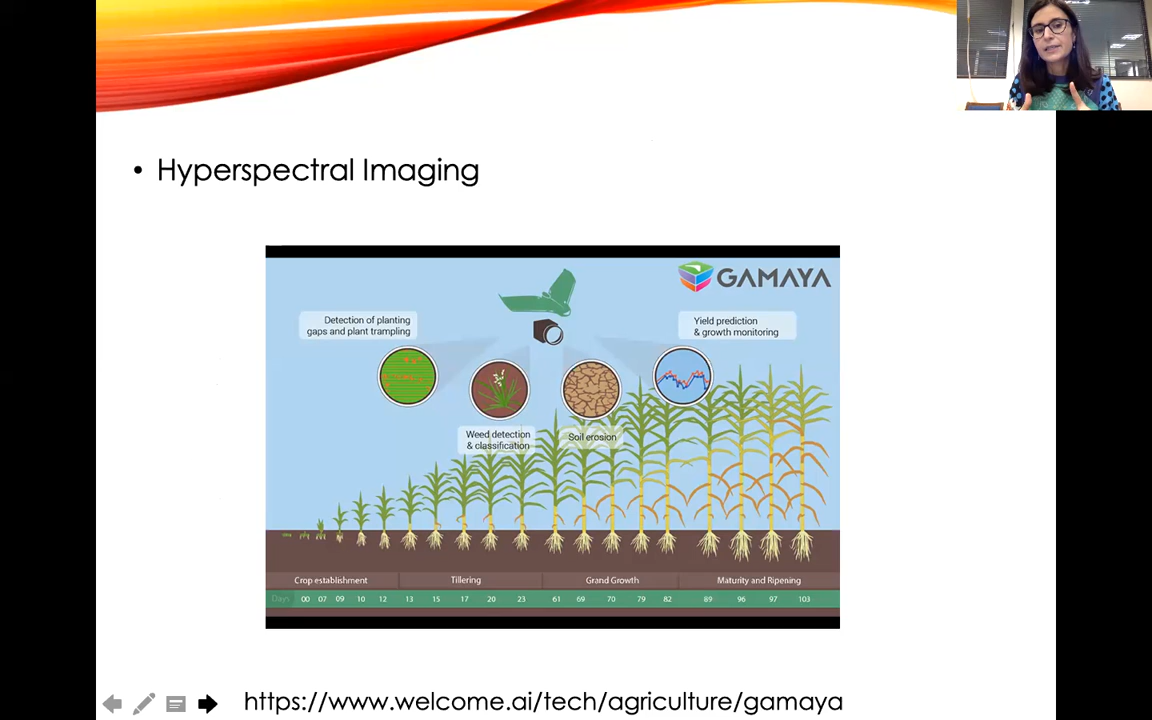 • Hyperspectral Imaging
GAMAYA
Detection of planting
gaps and plant trampling
Yield prediction
& growth monitoring
Weed detection
& classification
Soil erosion
Crop establishment Tillering Grand Growth Maturity and Ripening
Days 00 07 09 10 12 13 15 17 20 23 61 69 70 79 82 89 96 97 103
https://www.welcome.ai/tech/agriculture/gamaya